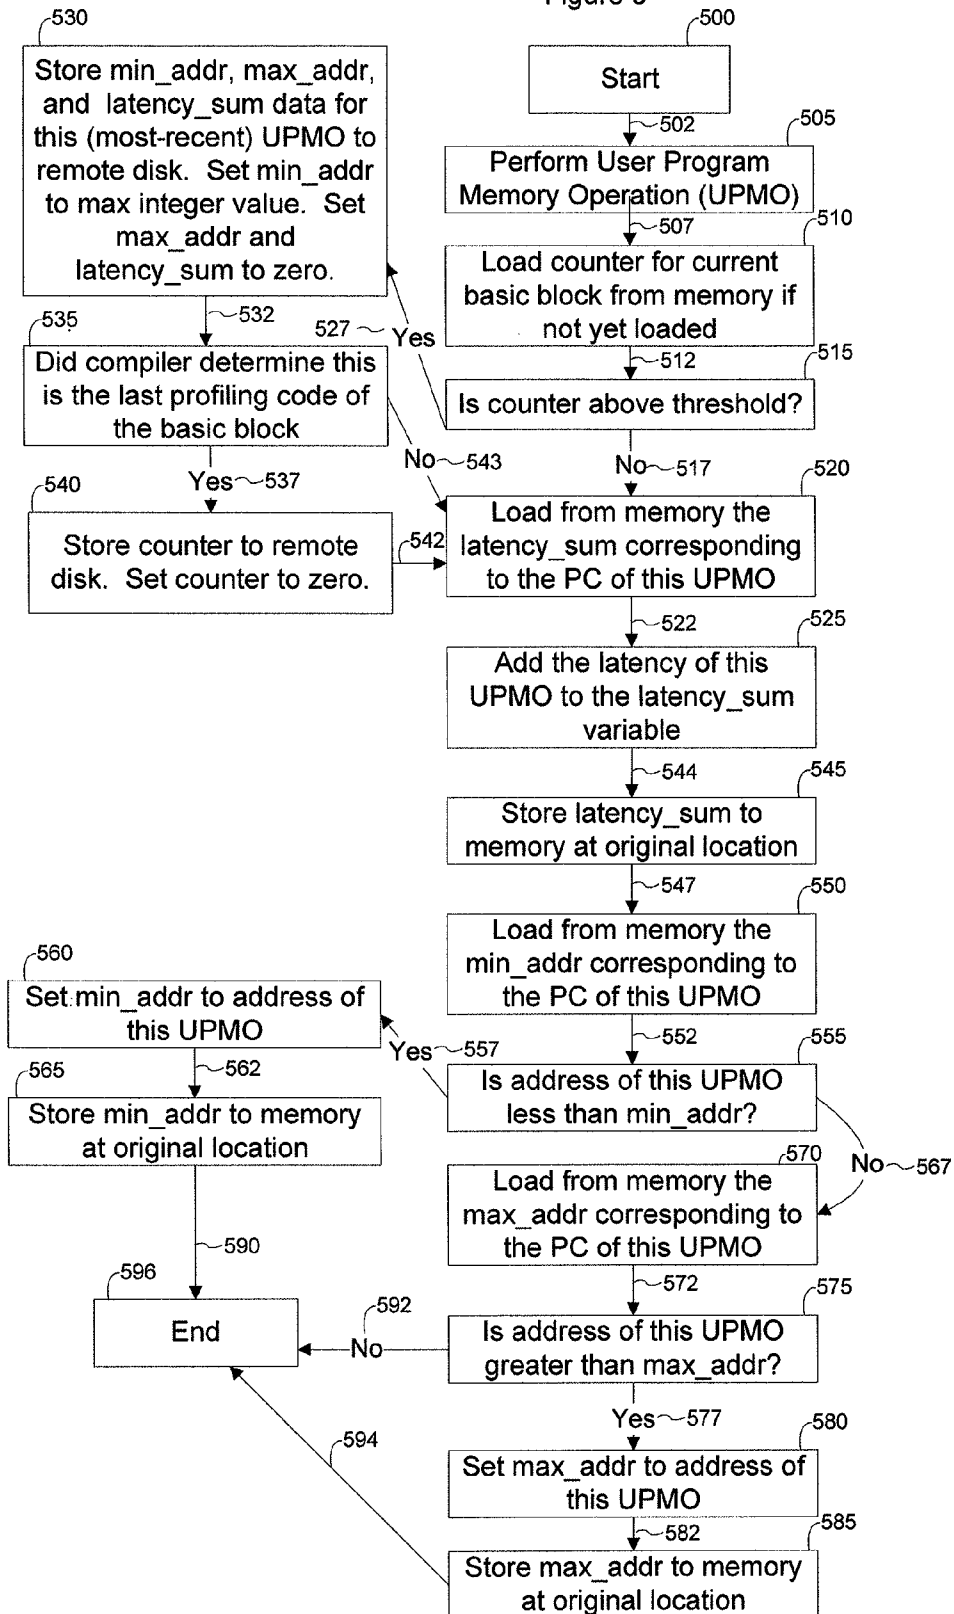 530
Store min_addr, max_addr,
and latency_sum data for
this (most-recent) UPMO to
remote disk. Set min_addr
to max integer value. Set
max_addr and
latency_sum to zero.
532
535
Did compiler determine this
is the last profiling code of
the basic block
Yes 537
No 543
540
Store counter to remote
disk. Set counter to zero.
542
500
Start
502
505
Perform User Program
Memory Operation (UPMO)
507
510
Load counter for current
basic block from memory if
not yet loaded
512
515
Is counter above threshold?
527 Yes
No 517
520
Load from memory the
latency_sum corresponding
to the PC of this UPMO
522
525
Add the latency of this
UPMO to the latency_sum
variable
544
545
Store latency_sum to
memory at original location
547
550
Load from memory the
min_addr corresponding to
the PC of this UPMO
552
555
Is address of this UPMO
less than min_addr?
Yes 557
560
Set min_addr to address of
this UPMO
562
565
Store min_addr to memory
at original location
590
No 567
570
Load from memory the
max_addr corresponding to
the PC of this UPMO
572
575
Is address of this UPMO
greater than max_addr?
592
No
596
End
Yes 577
580
Set max_addr to address of
this UPMO
582
585
Store max_addr to memory
at original location
594